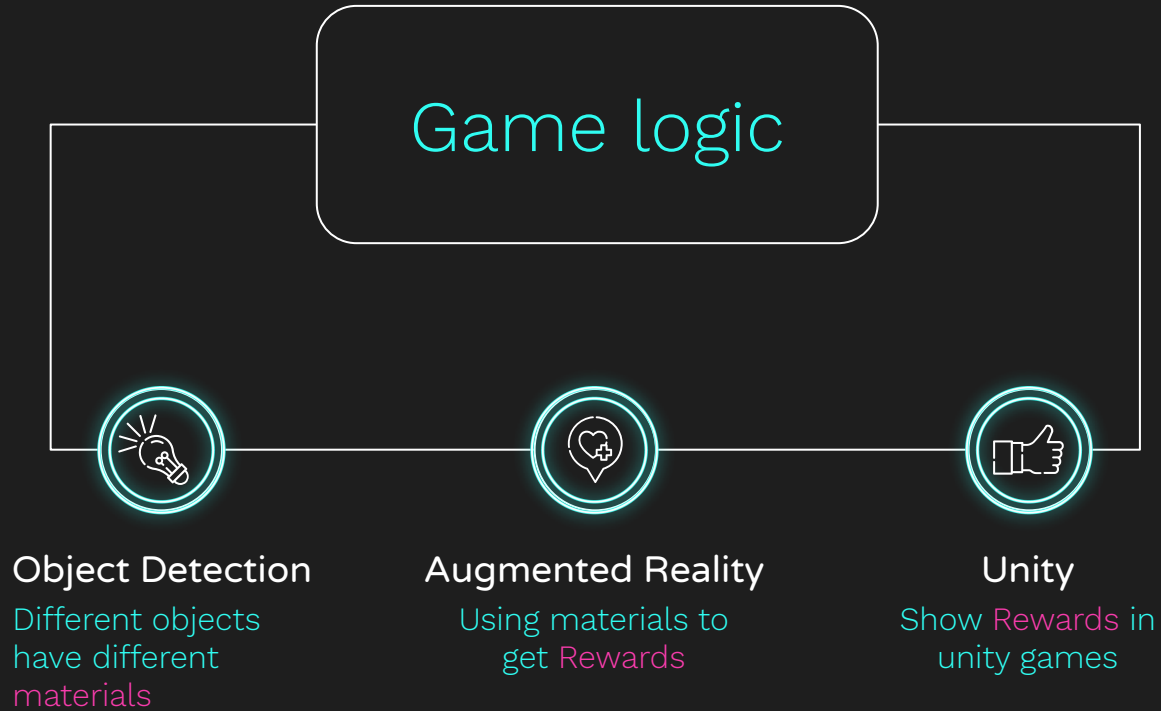 Game logic
Object Detection
Different objects
have different
materials
Augmented Reality
Using materials to
get Rewards
Unity
Show Rewards in
unity games